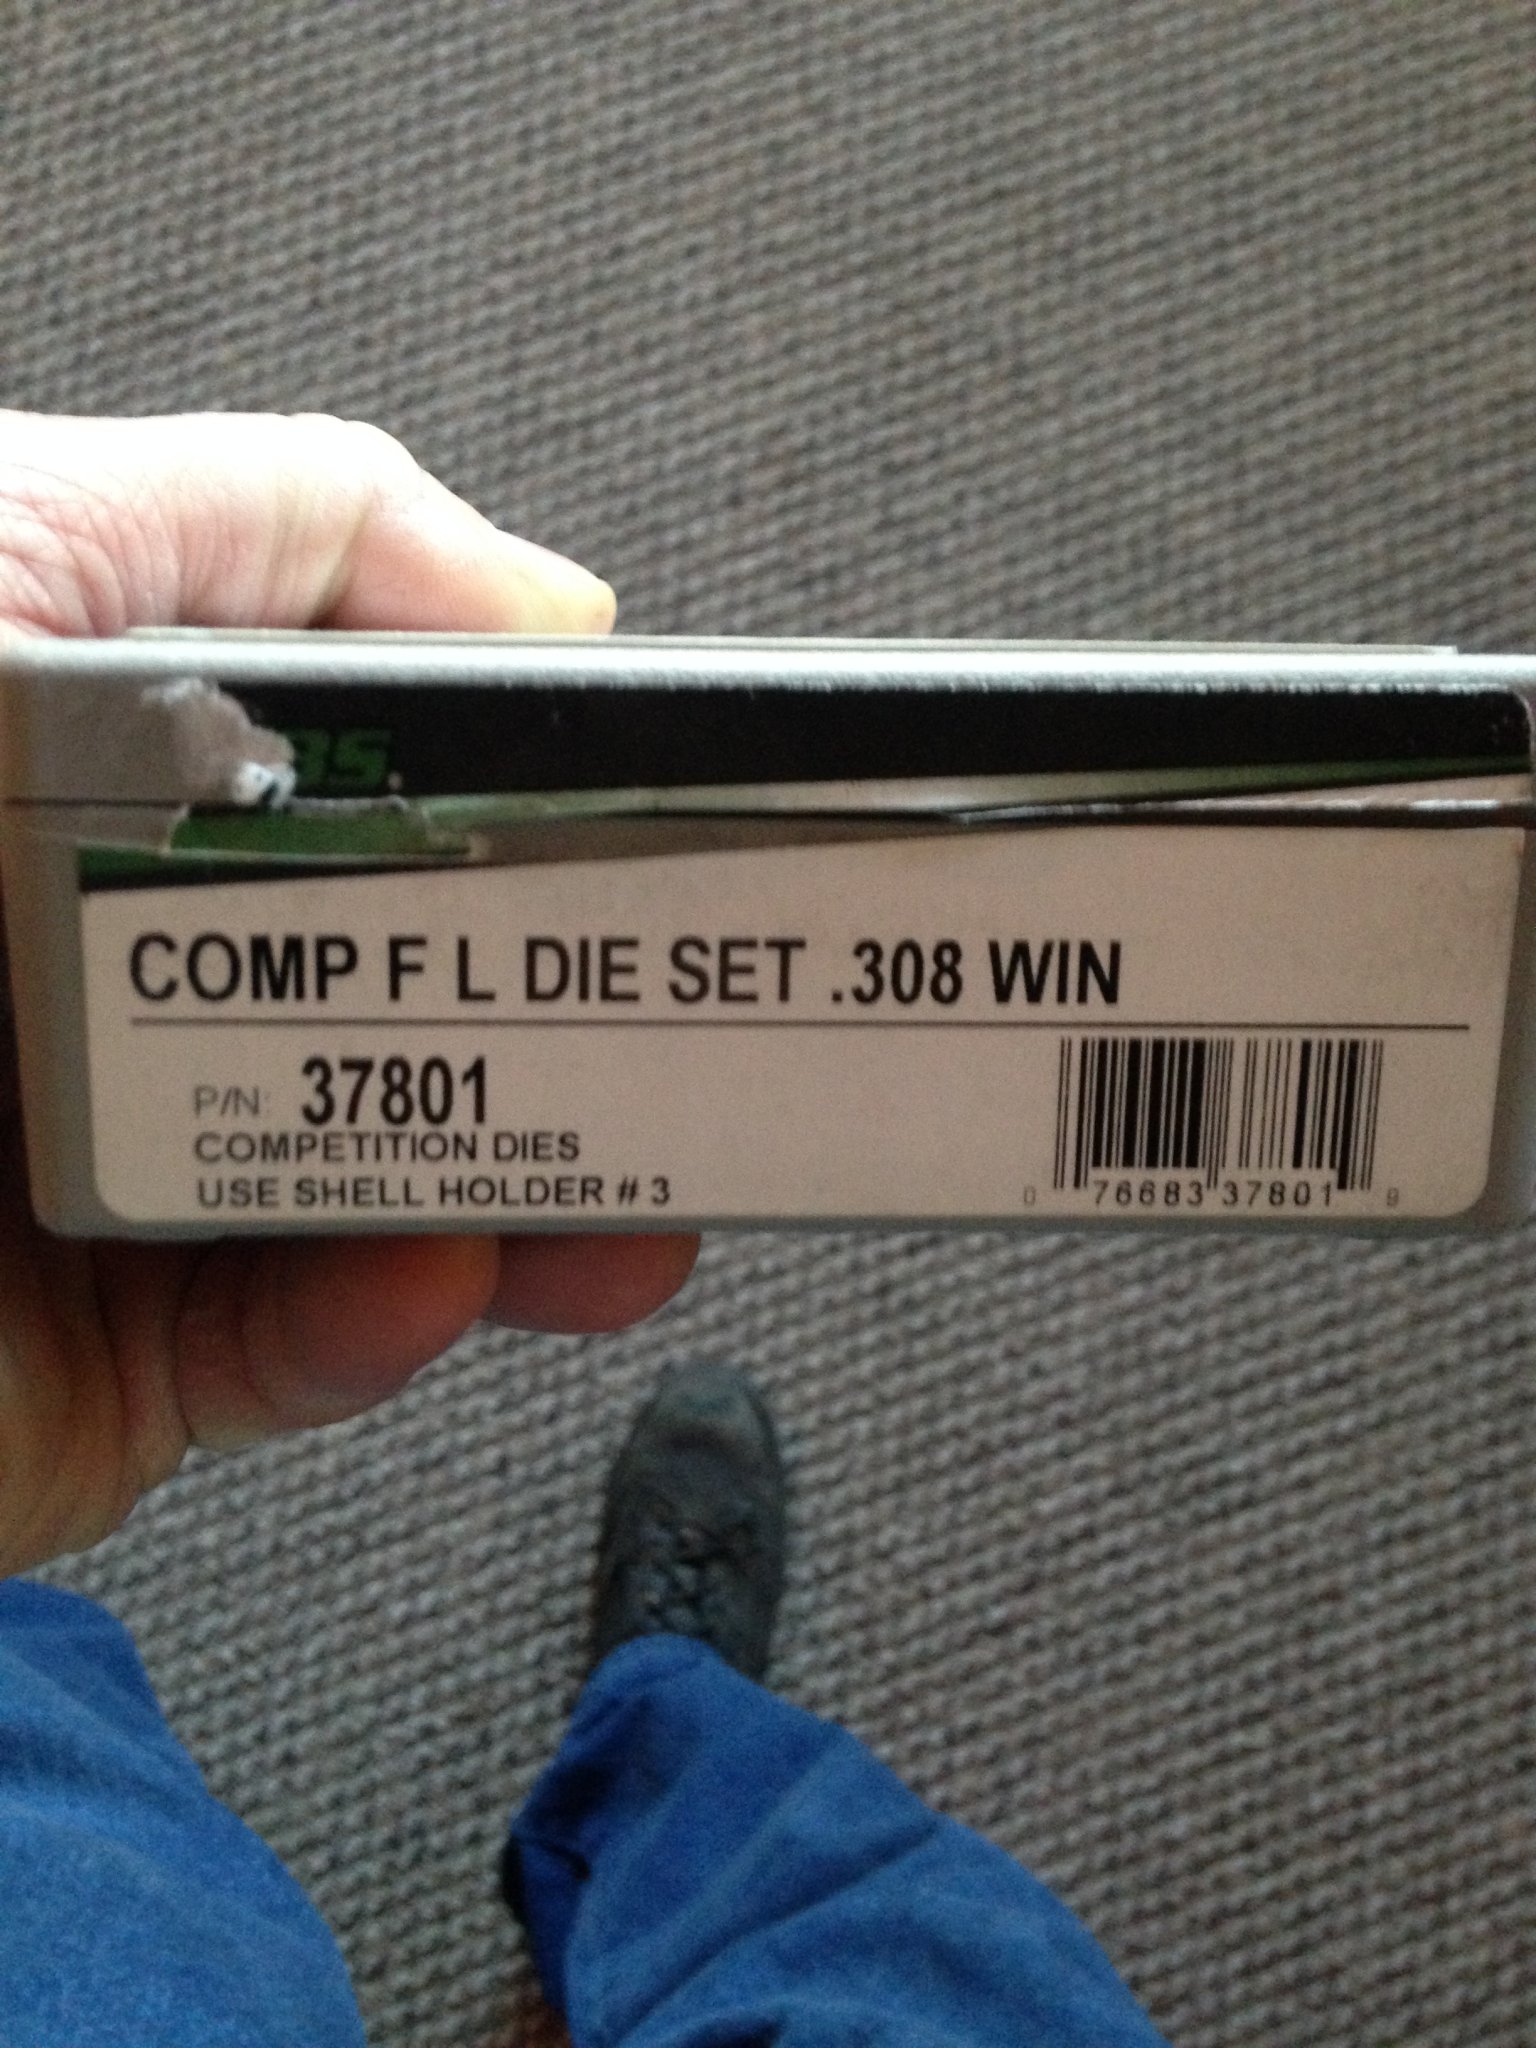 COMP F L DIE SET .308 WIN
P/N: 37801
COMPETITION DIES
USE SHELL HOLDER # 3
0 76683 37801 9